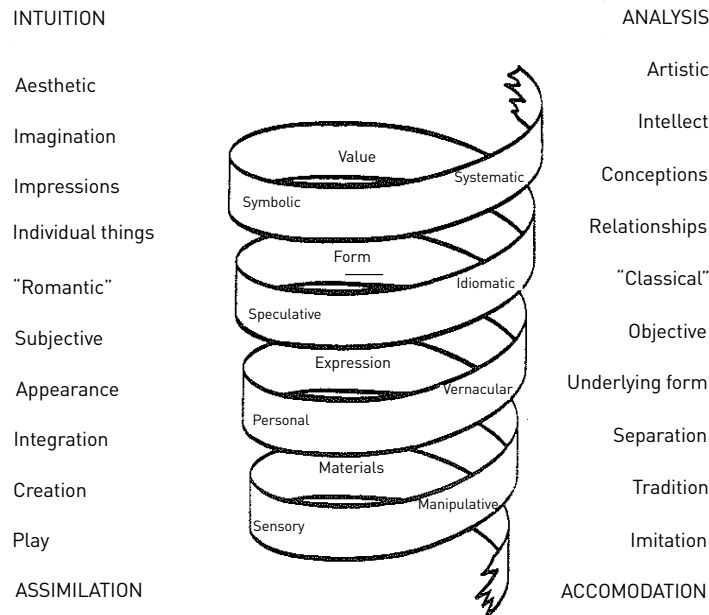 INTUITION
ANALYSIS
Artistic
Aesthetic
Intellect
Imagination
Value
Systematic
Conceptions
Impressions
Symbolic
Individual things
Relationships
Form
"Romantic"
Idiomatic
"Classical"
Speculative
Subjective
Objective
Expression
Appearance
Vernacular
Underlying form
Personal
Integration
Separation
Materials
Creation
Manipulative
Tradition
Sensory
Play
Imitation
ASSIMILATION
ACCOMODATION